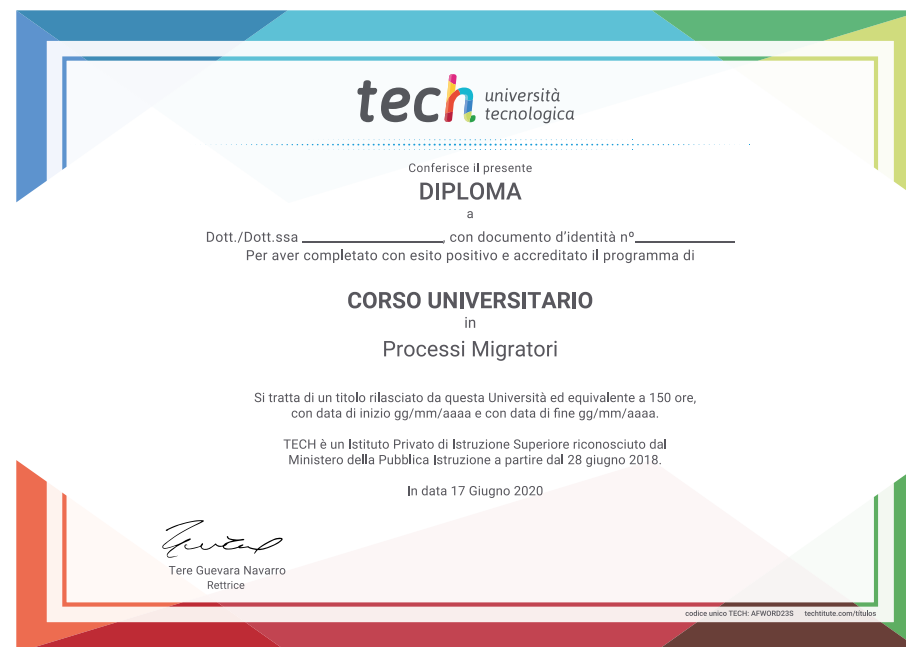 tech università
tecnologica
Conferisce il presente
DIPLOMA
a
Dott./Dott.ssa ____________________, con documento d'identità nº______________
Per aver completato con esito positivo e accreditato il programma di
CORSO UNIVERSITARIO
in
Processi Migratori
Si tratta di un titolo rilasciato da questa Università ed equivalente a 150 ore,
con data di inizio gg/mm/aaaa e con data di fine gg/mm/aaaa.
TECH è un Istituto Privato di Istruzione Superiore riconosciuto dal
Ministero della Pubblica Istruzione a partire dal 28 giugno 2018.
In data 17 Giugno 2020
Tere Guevara Navarro
Rettrice
codice unico TECH: AFWORD23S techtitute.com/títulos